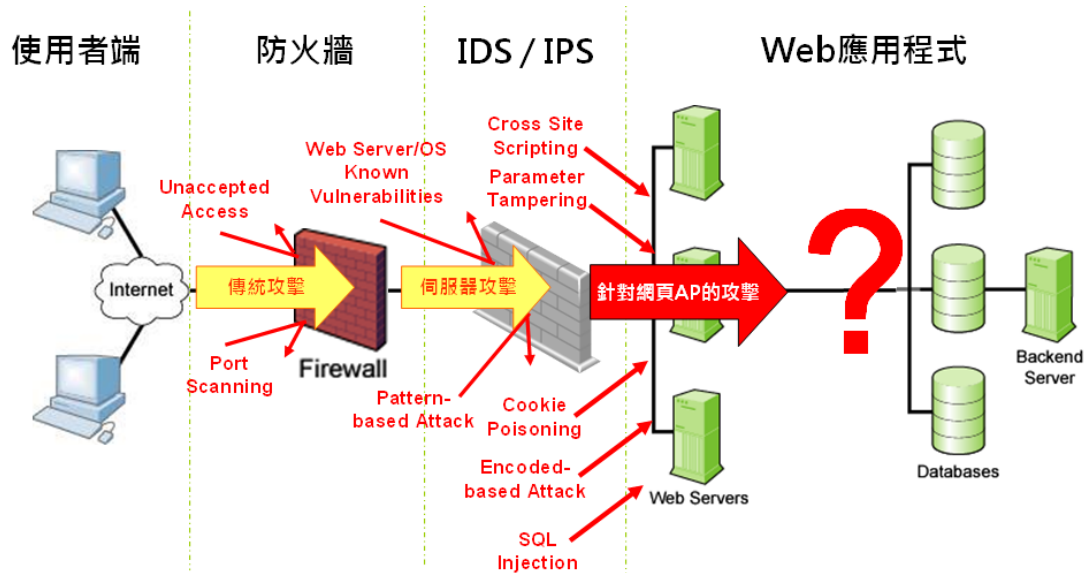 使用者端
防火牆
IDS / IPS
Web應用程式
Unaccepted
Access
Web Server/OS
Known
Vulnerabilities
Cross Site
Scripting
Parameter
Tampering
Internet
傳統攻擊
伺服器攻擊
針對網頁AP的攻擊
?
Port
Scanning
Firewall
Pattern-
based Attack
Cookie
Poisoning
Encoded-
based Attack
SQL
Injection
Web Servers
Databases
Backend
Server